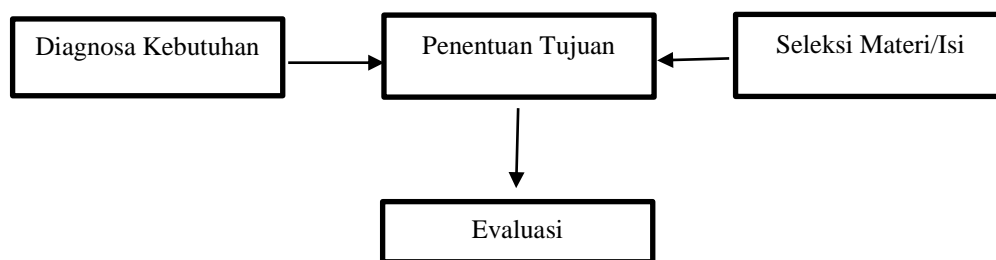 Diagnosa Kebutuhan
Penentuan Tujuan
Seleksi Materi/Isi
Evaluasi